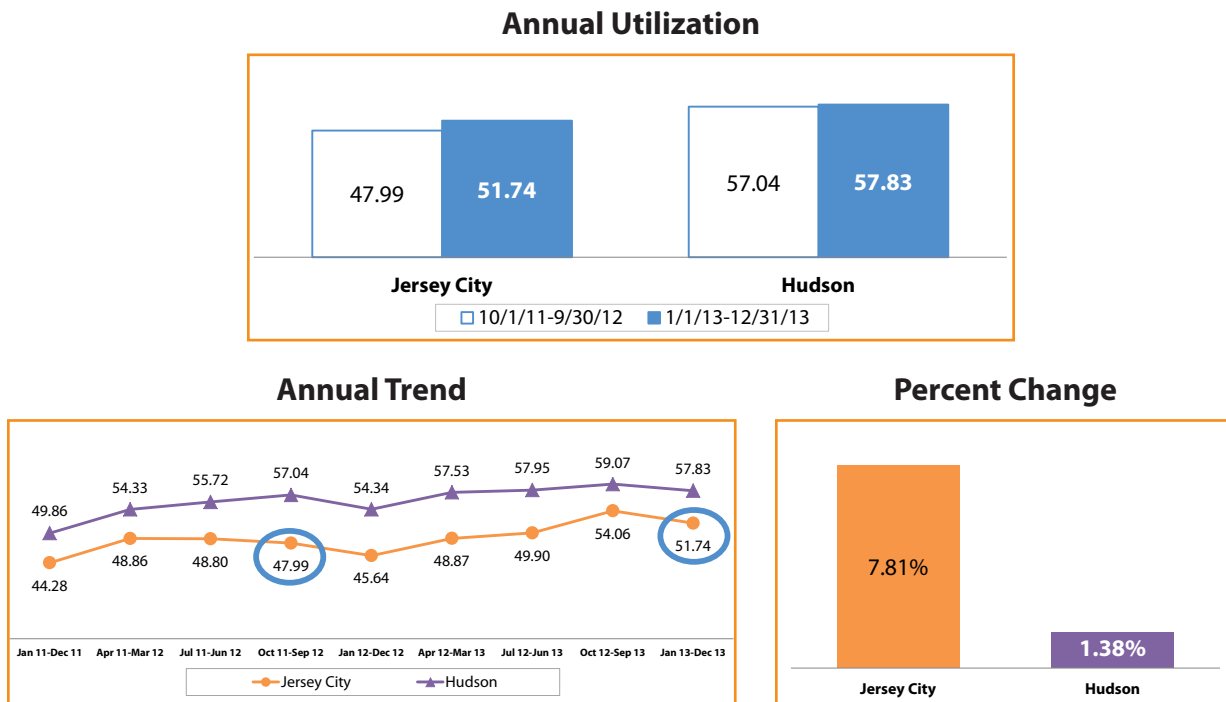 Annual Utilization
47.99 51.74 57.04 57.83
Jersey City Hudson
10/1/11-9/30/12 1/1/13-12/31/13
Annual Trend
49.86 54.33 55.72 57.04 54.34 57.53 57.95 59.07 57.83
44.28 48.86 48.80 47.99 45.64 48.87 49.90 54.06 51.74
Jan 11-Dec 11 Apr 11-Mar 12 Jul 11-Jun 12 Oct 11-Sep 12 Jan 12-Dec 12 Apr 12-Mar 13 Jul 12-Jun 13 Oct 12-Sep 13 Jan 13-Dec 13
Jersey City Hudson
Percent Change
7.81%
1.38%
Jersey City Hudson